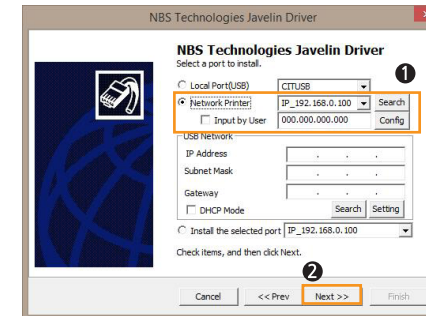 NBS Technologies Javelin Driver
NBS Technologies Javelin Driver
Select a port to install.
❶
Local Port(USB) CITUSB
Network Printer IP_192.168.0.100 Search
Input by User 000.000.000.000 Config
USB Network
IP Address . . .
Subnet Mask . . .
Gateway . . .
DHCP Mode Search Setting
Install the selected port IP_192.168.0.100
Check items, and then click Next.
❷
Cancel << Prev Next >> Finish